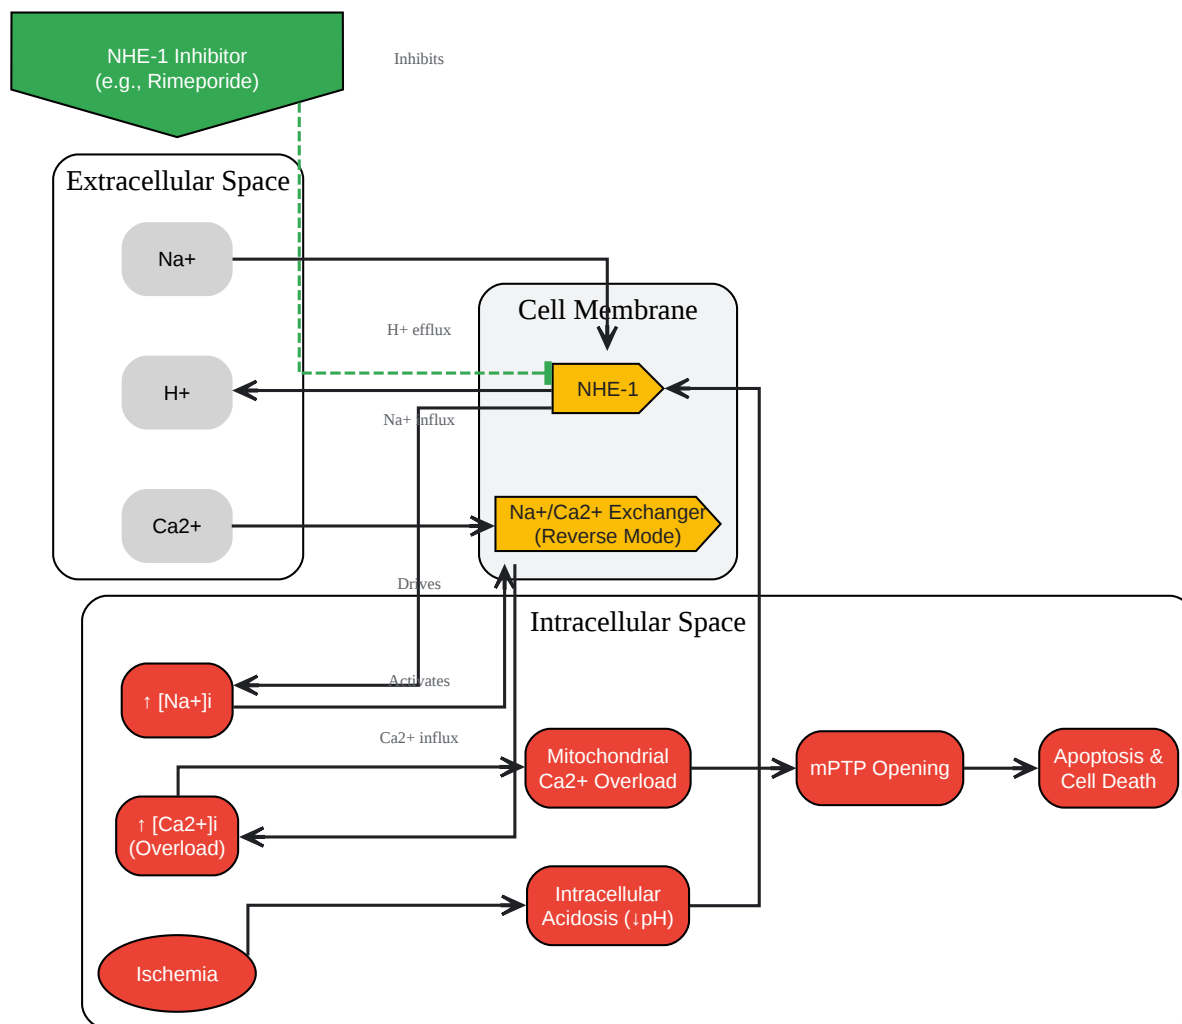 NHE-1 Inhibitor
(e.g., Rimeporide)
Inhibits
Extracellular Space
Na+
Cell Membrane
H+ efflux
H+
NHE-1
Na+ influx
Ca2+
Na+/Ca2+ Exchanger
(Reverse Mode)
Drives
Intracellular Space
Activates
↑ [Na+]i
Ca2+ influx
Mitochondrial
Ca2+ Overload
mPTP Opening
Apoptosis &
Cell Death
↑ [Ca2+]i
(Overload)
Intracellular
Acidosis (↓pH)
Ischemia